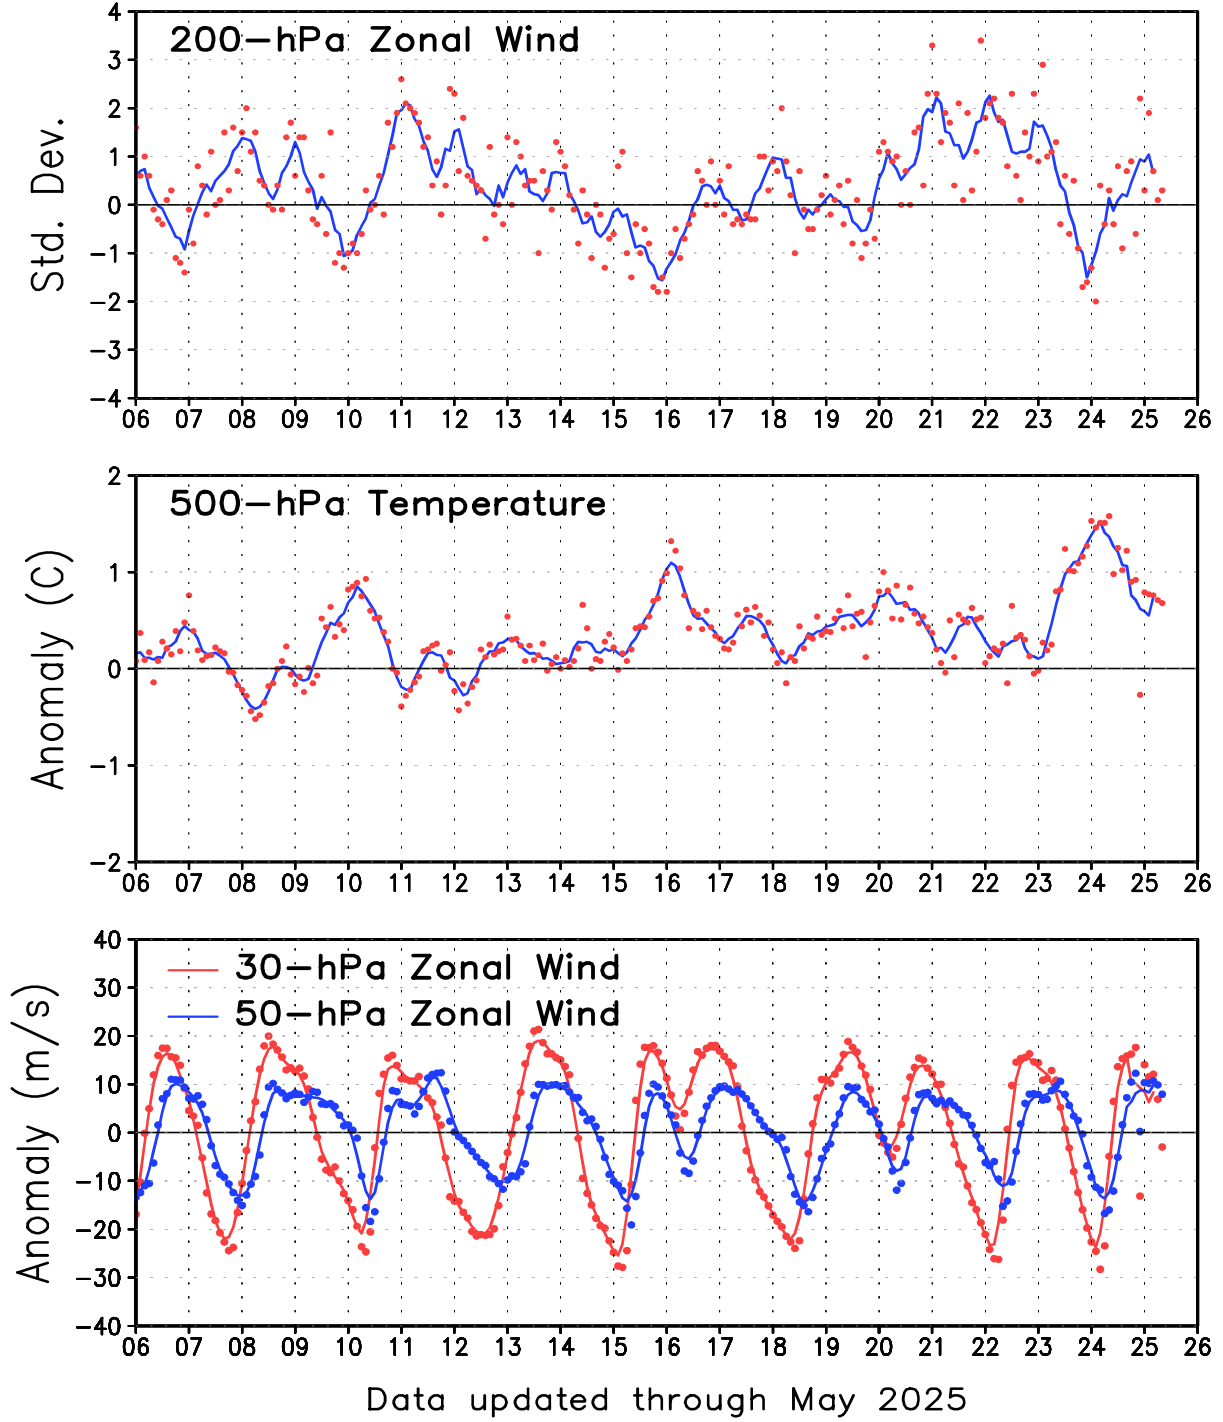 200-hPa Zonal Wind
Std. Dev.
4
3
2
1
0
-1
-2
-3
-4
06 07 08 09 10 11 12 13 14 15 16 17 18 19 20 21 22 23 24 25 26
500-hPa Temperature
Anomaly (C)
2
1
0
-1
-2
06 07 08 09 10 11 12 13 14 15 16 17 18 19 20 21 22 23 24 25 26
30-hPa Zonal Wind
50-hPa Zonal Wind
Anomaly (m/s)
40
30
20
10
0
-10
-20
-30
-40
06 07 08 09 10 11 12 13 14 15 16 17 18 19 20 21 22 23 24 25 26
Data updated through May 2025